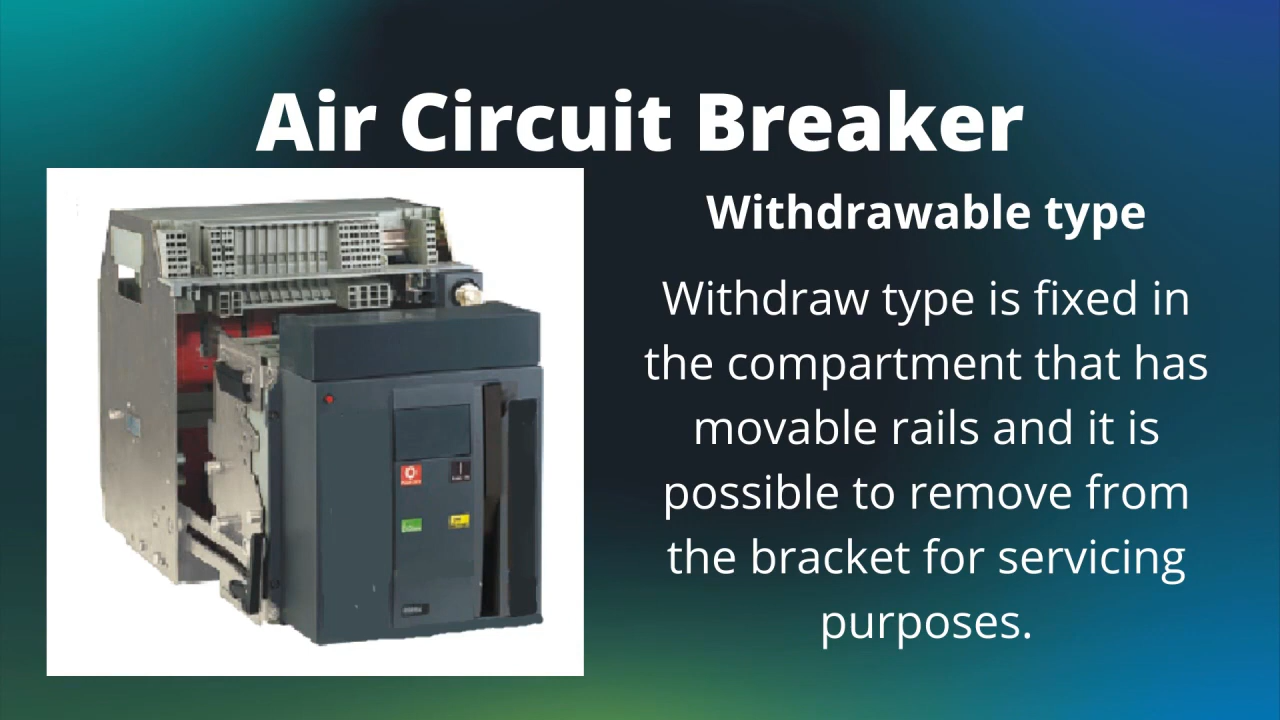 Air Circuit Breaker
Withdrawable type
Withdraw type is fixed in
the compartment that has
movable rails and it is
possible to remove from
the bracket for servicing
purposes.